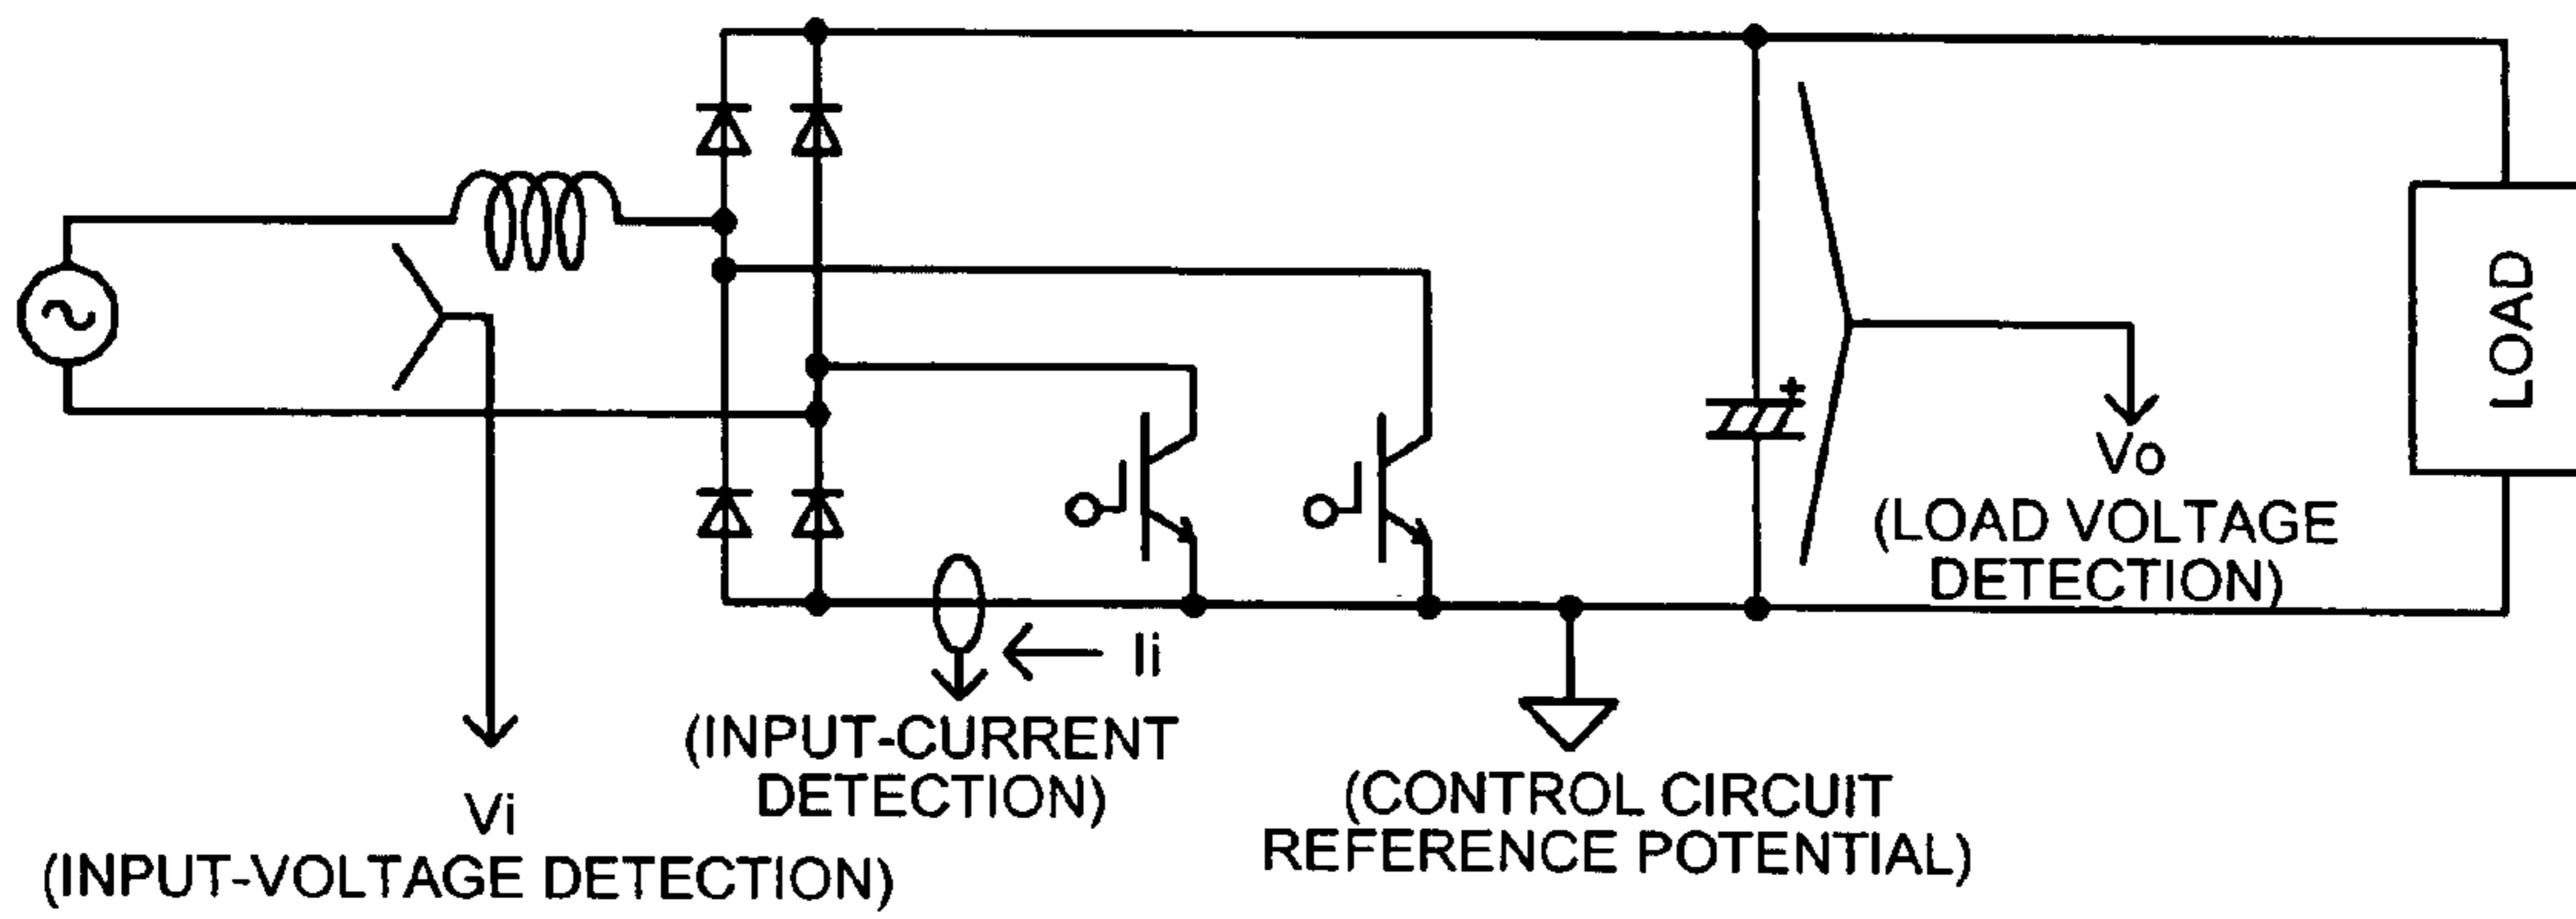 LOAD
Vo
(LOAD VOLTAGE
DETECTION)
Ii
(INPUT-CURRENT
DETECTION)
(CONTROL CIRCUIT
REFERENCE POTENTIAL)
Vi
(INPUT-VOLTAGE DETECTION)
+